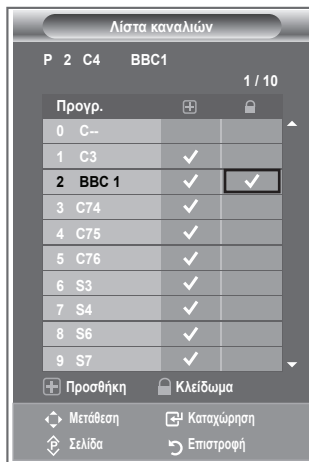 Λίστα καναλιών
P 2 C4 BBC1
1 / 10
Προγρ.
0 C--
1 C3
2 BBC 1
3 C74
4 C75
5 C76
6 S3
7 S4
8 S6
9 S7
Προσθήκη Κλείδωμα
Μετάθεση Καταχώρηση
Σελίδα Επιστροφή